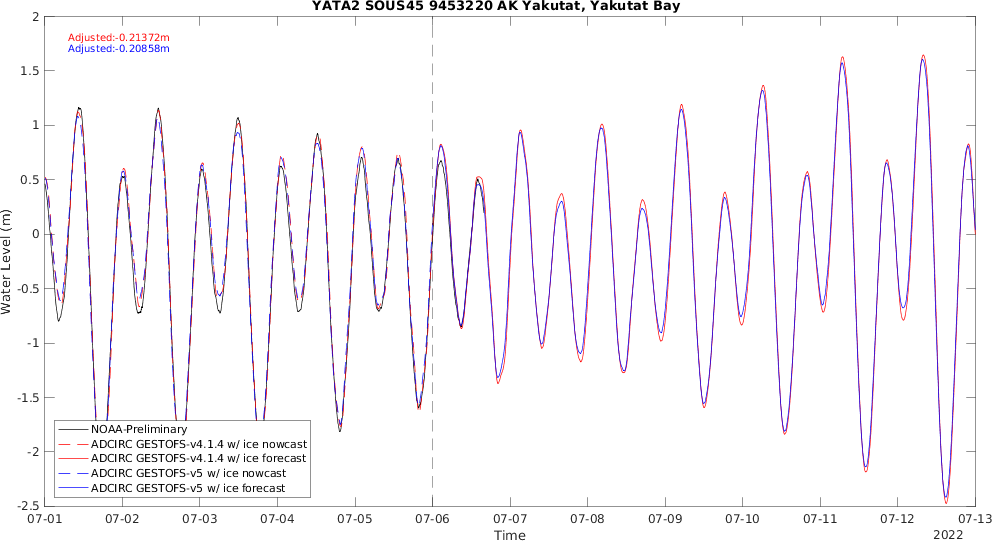 YATA2 SOUS45 9453220 AK Yakutat, Yakutat Bay
Adjusted:-0.21372m
Adjusted:-0.20858m
2
1.5
1
0.5
0
-0.5
-1
-1.5
-2
-2.5
Water Level (m)
NOAA-Preliminary
ADCIRC GESTOFS-v4.1.4 w/ ice nowcast
ADCIRC GESTOFS-v4.1.4 w/ ice forecast
ADCIRC GESTOFS-v5 w/ ice nowcast
ADCIRC GESTOFS-v5 w/ ice forecast
07-01 07-02 07-03 07-04 07-05 07-06 07-07 07-08 07-09 07-10 07-11 07-12 07-13
Time
2022